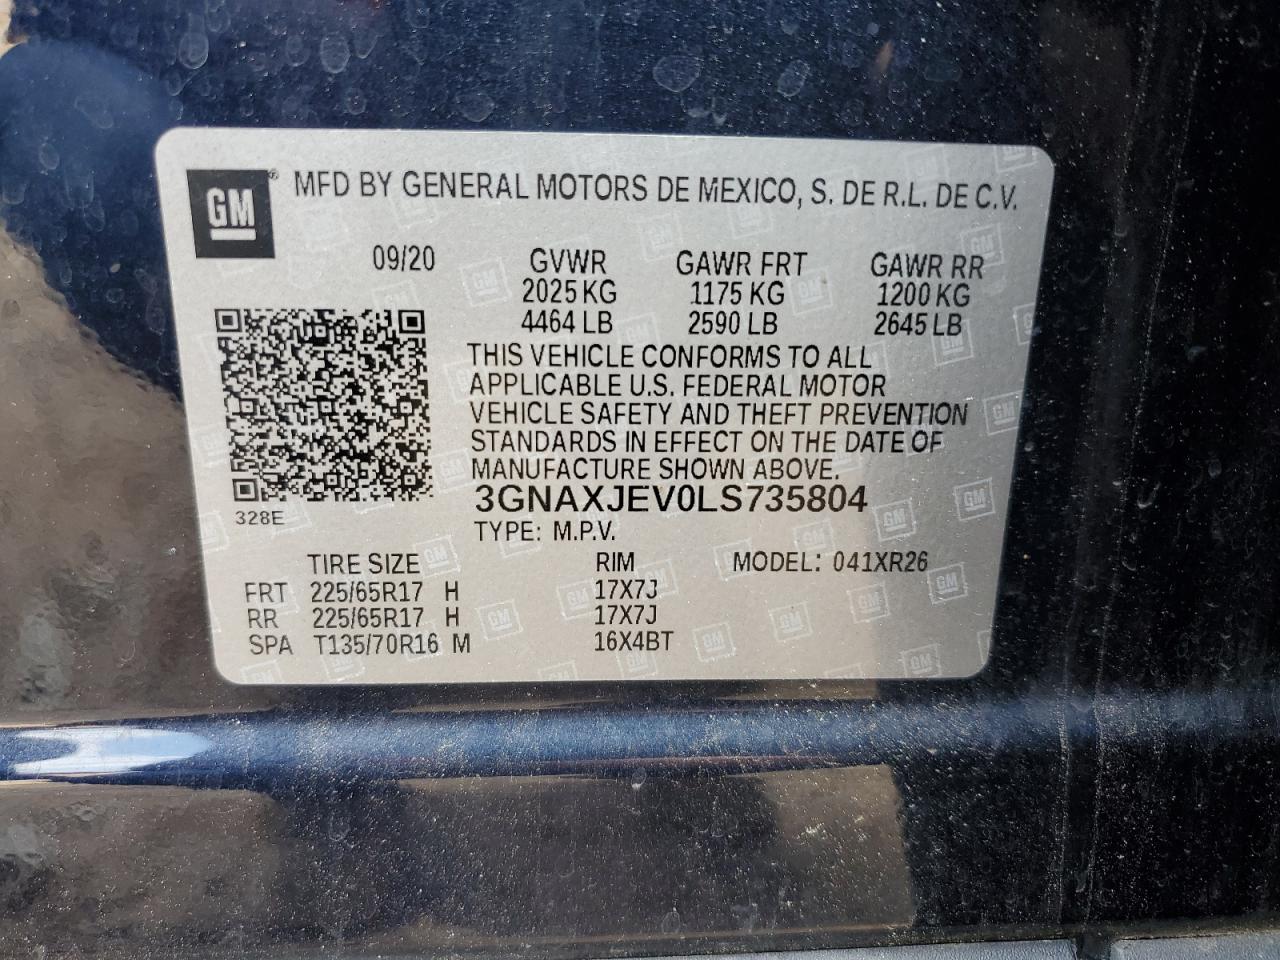 GM® MFD BY GENERAL MOTORS DE MEXICO, S. DE R.L. DE C.V.
09/20 GVWR GAWR FRT GAWR RR
2025 KG 1175 KG 1200 KG
4464 LB 2590 LB 2645 LB
THIS VEHICLE CONFORMS TO ALL
APPLICABLE U.S. FEDERAL MOTOR
VEHICLE SAFETY AND THEFT PREVENTION
STANDARDS IN EFFECT ON THE DATE OF
MANUFACTURE SHOWN ABOVE.
3GNAXJEV0LS735804
328E
TYPE: M.P.V.
TIRE SIZE RIM MODEL: 041XR26
FRT 225/65R17 H 17X7J
RR 225/65R17 H 17X7J
SPA T135/70R16 M 16X4BT